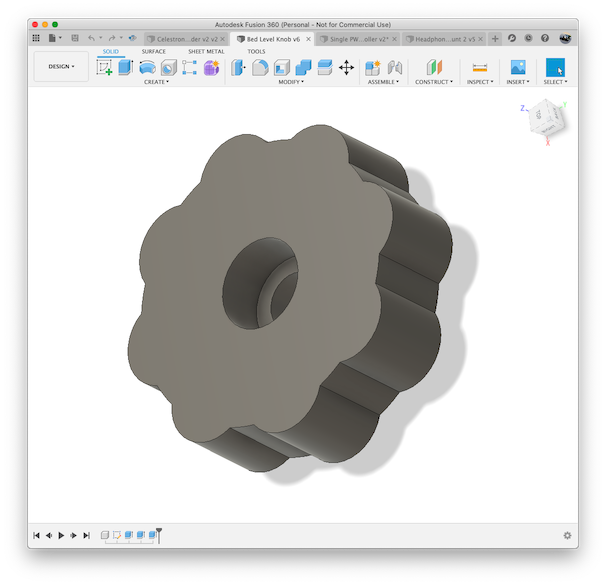 Autodesk Fusion 360 (Personal - Not for Commercial Use)
Celestron...der v2 v2 Bed Level Knob v6 Single PW...oller v2* Headphon...unt 2 v5
SOLID SURFACE SHEET METAL TOOLS
DESIGN
CREATE MODIFY ASSEMBLE CONSTRUCT INSPECT INSERT SELECT
Z Y
TOP
X